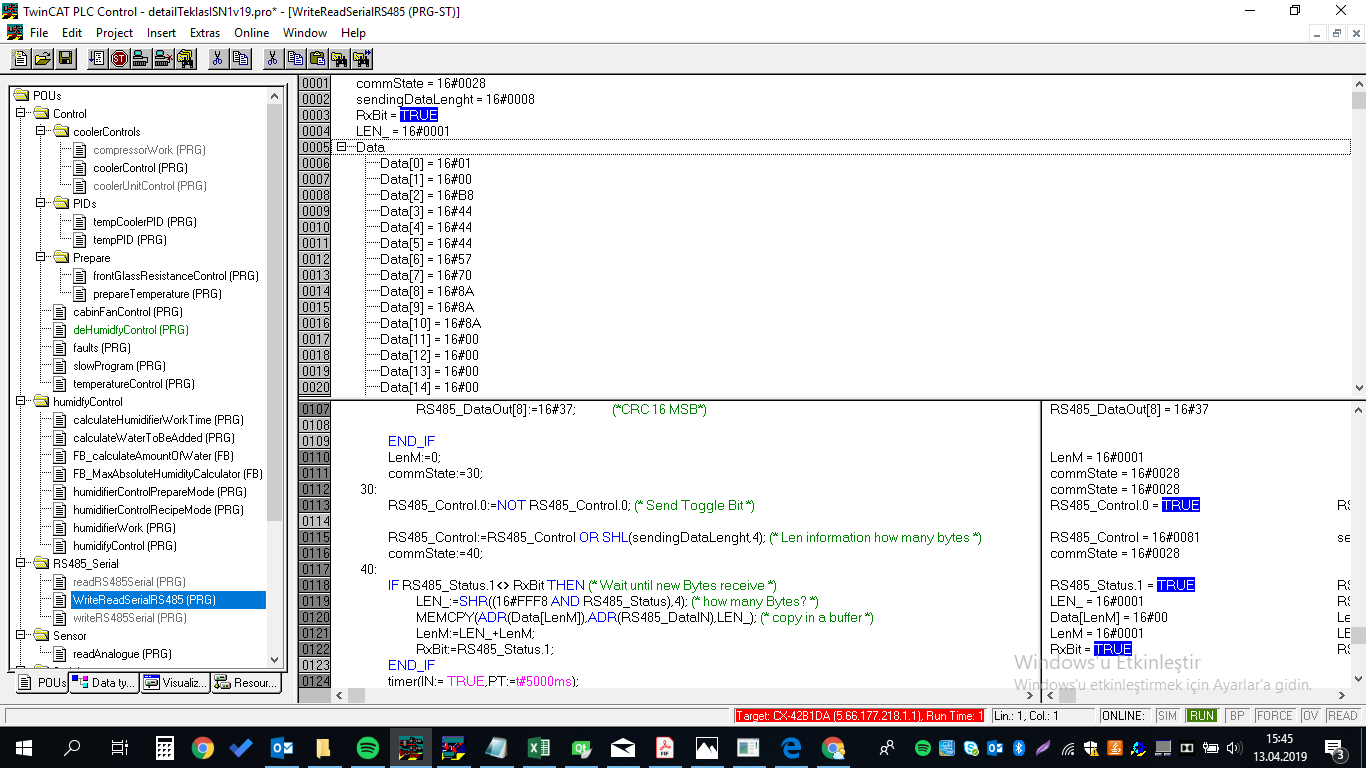 TwinCAT PLC Control - detailTeklasISN1v19.pro* - [WriteReadSerialRS485 (PRG-ST)]
File Edit Project Insert Extras Online Window Help
POUs
Control
coolerControls
compressorWork (PRG)
coolerControl (PRG)
coolerUnitControl (PRG)
PIDs
tempCoolerPID (PRG)
tempPID (PRG)
Prepare
frontGlassResistanceControl (PRG)
prepareTemperature (PRG)
cabinFanControl (PRG)
deHumidfyControl (PRG)
faults (PRG)
slowProgram (PRG)
temperatureControl (PRG)
humidfyControl
calculateHumidifierWorkTime (PRG)
calculateWaterToBeAdded (PRG)
FB_calculateAmountOfWater (FB)
FB_MaxAbsoluteHumidityCalculator (FB)
humidifierControlPrepareMode (PRG)
humidifierControlRecipeMode (PRG)
humidifierWork (PRG)
humidifyControl (PRG)
RS485_Serial
readRS485Serial (PRG)
WriteReadSerialRS485 (PRG)
writeRS485Serial (PRG)
Sensor
readAnalogue (PRG)
POUs Data ty... Visualiz... Resour...
0001 commState = 16#0028
0002 sendingDataLenght = 16#0008
0003 RxBit = TRUE
0004 LEN_ = 16#0001
0005 Data
0006 Data[0] = 16#01
0007 Data[1] = 16#00
0008 Data[2] = 16#B8
0009 Data[3] = 16#44
0010 Data[4] = 16#44
0011 Data[5] = 16#44
0012 Data[6] = 16#57
0013 Data[7] = 16#70
0014 Data[8] = 16#8A
0015 Data[9] = 16#8A
0016 Data[10] = 16#8A
0017 Data[11] = 16#00
0018 Data[12] = 16#00
0019 Data[13] = 16#00
0020 Data[14] = 16#00
0107 RS485_DataOut[8]:=16#37; (*CRC 16 MSB*) RS485_DataOut[8] = 16#37
0108
0109 END_IF
0110 LenM:=0; LenM = 16#0001
0111 commState:=30; commState = 16#0028
0112 30: commState = 16#0028
0113 RS485_Control.0:=NOT RS485_Control.0; (* Send Toggle Bit *) RS485_Control.0 = TRUE RS
0114
0115 RS485_Control:=RS485_Control OR SHL(sendingDataLenght,4); (* Len information how many bytes *) RS485_Control = 16#0081 se
0116 commState:=40; commState = 16#0028
0117 40:
0118 IF RS485_Status.1<> RxBit THEN (* Wait until new Bytes receive *) RS485_Status.1 = TRUE RS
0119 LEN_:=SHR((16#FFF8 AND RS485_Status),4); (* how many Bytes? *) LEN_ = 16#0001 RS
0120 MEMCPY(ADR(Data[LenM]),ADR(RS485_DataIN),LEN_); (* copy in a buffer *) Data[LenM] = 16#00 Le
0121 LenM:=LEN_+LenM; LenM = 16#0001 LE
0122 RxBit:=RS485_Status.1; RxBit = TRUE RS
0123 END_IF
0124 timer(IN:= TRUE,PT:=t#5000ms);
Windows'u Etkinleştir
Windows'u etkinleştirmek için Ayarlar'a gidin.
Target: CX-42B1DA (5.66.177.218.1.1), Run Time: 1 Lin.: 1, Col.: 1 ONLINE: SIM RUN BP FORCE OV READ
15:45
13.04.2019
3